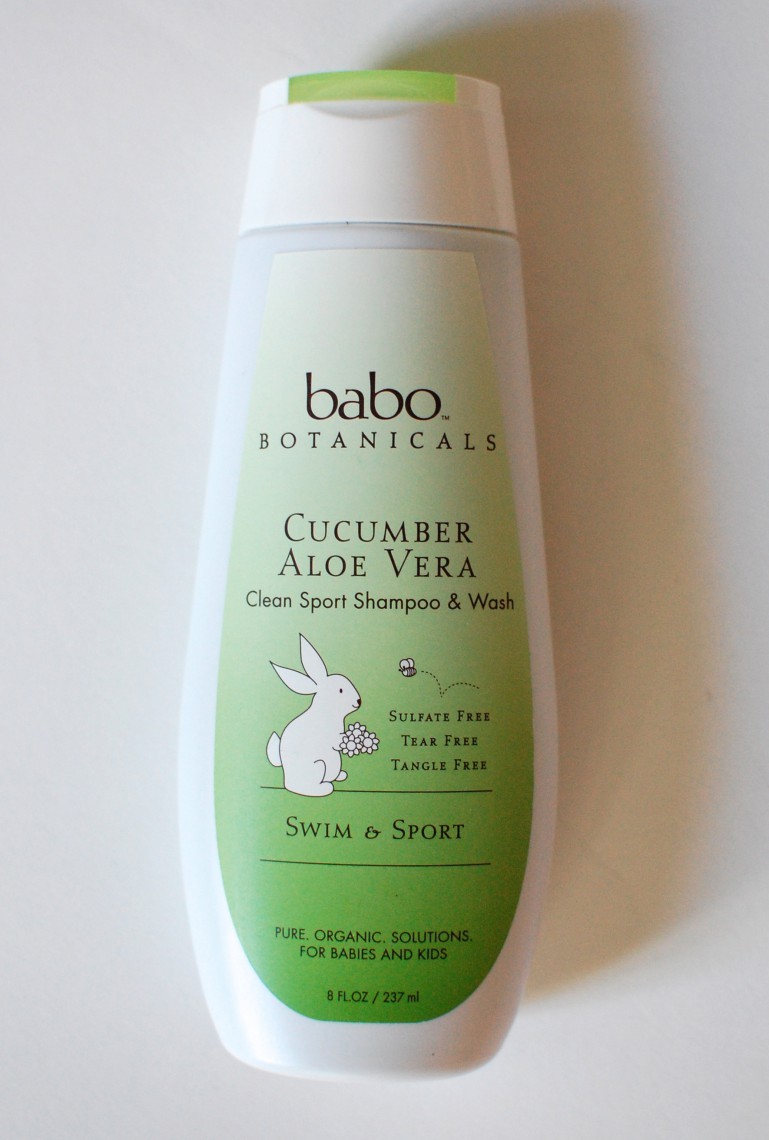 babo™
BOTANICALS
CUCUMBER
ALOE VERA
Clean Sport Shampoo & Wash
SULFATE FREE
TEAR FREE
TANGLE FREE
SWIM & SPORT
PURE. ORGANIC. SOLUTIONS.
FOR BABIES AND KIDS
8 FL.OZ / 237 ml